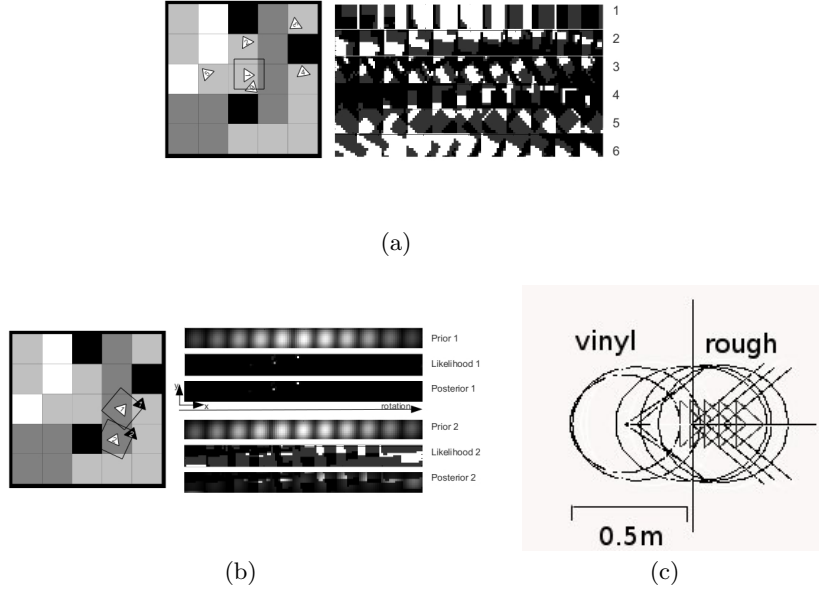 1
2
3
4
5
6
(a)
Prior 1
Likelihood 1
Posterior 1
y
x
rotation
Prior 2
Likelihood 2
Posterior 2
(b)
vinyl rough
0.5m
(c)